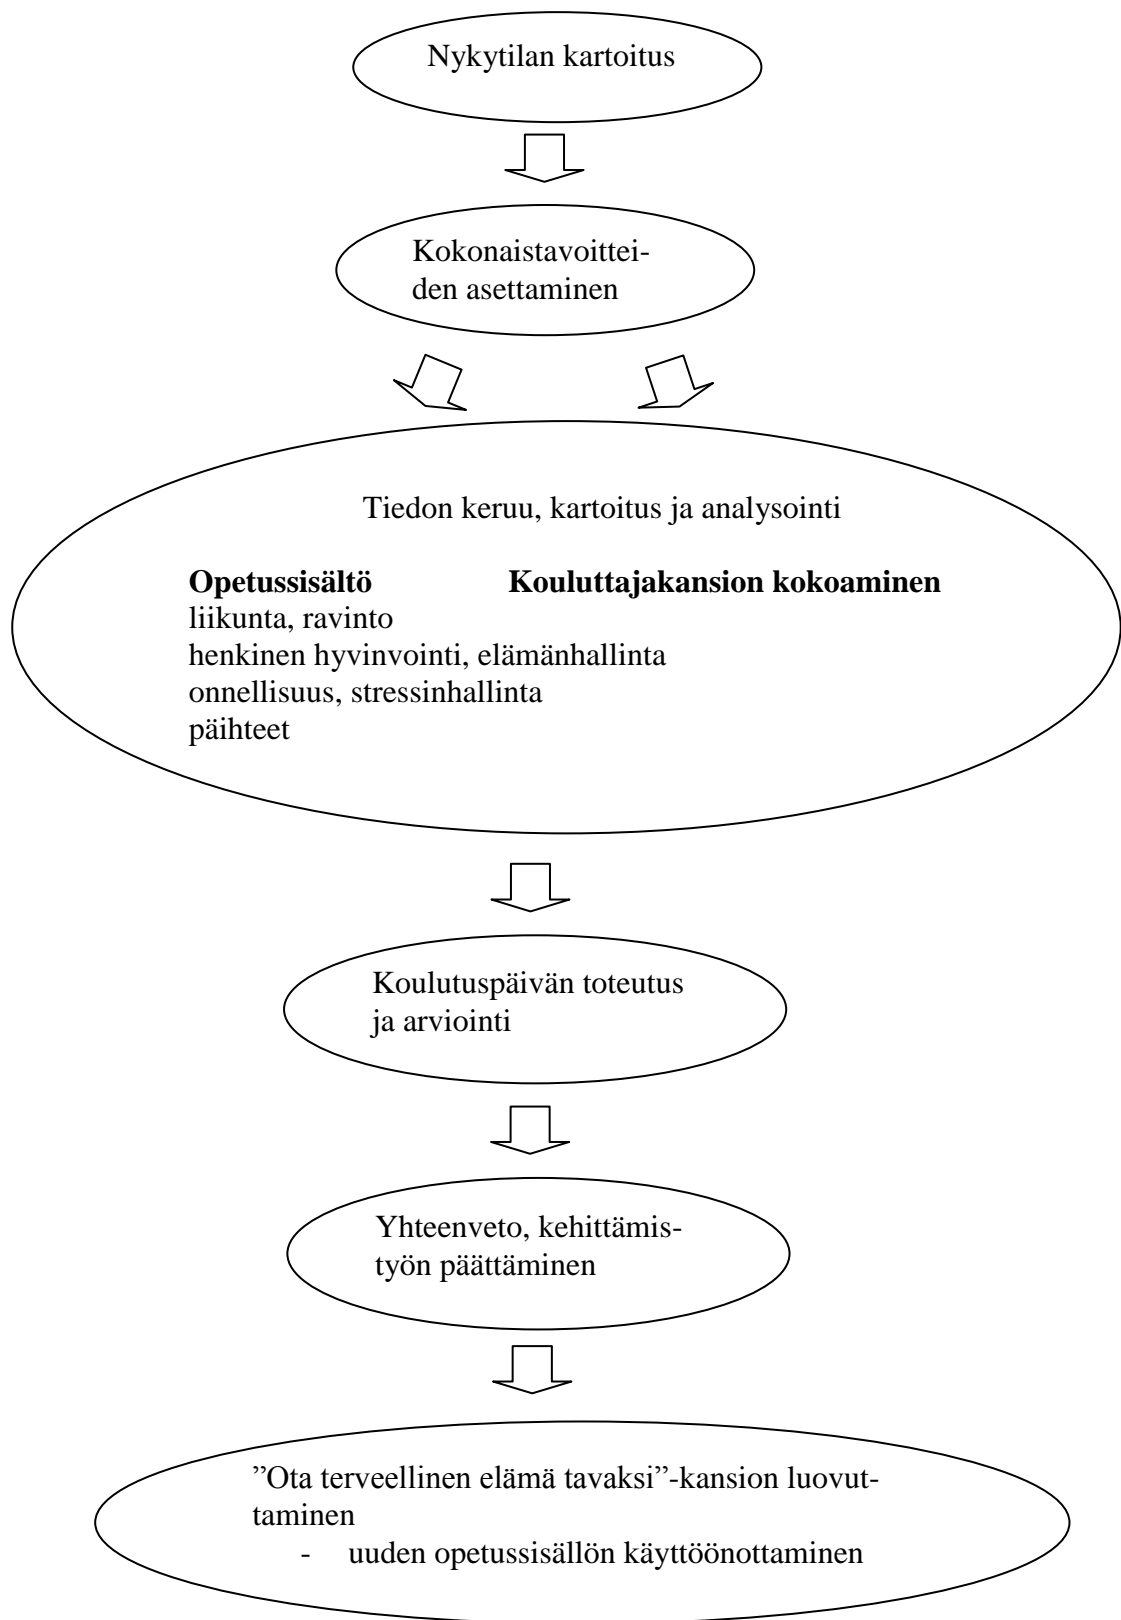 Nykytilan kartoitus
Kokonaistavoittei-
den asettaminen
Tiedon keruu, kartoitus ja analysointi
Opetussisältö Kouluttajakansion kokoaminen
liikunta, ravinto
henkinen hyvinvointi, elämänhallinta
onnellisuus, stressinhallinta
päihteet
Koulutuspäivän toteutus
ja arviointi
Yhteenveto, kehittämis-
työn päättäminen
”Ota terveellinen elämä tavaksi”-kansion luovut-
taminen
- uuden opetussisällön käyttöönottaminen